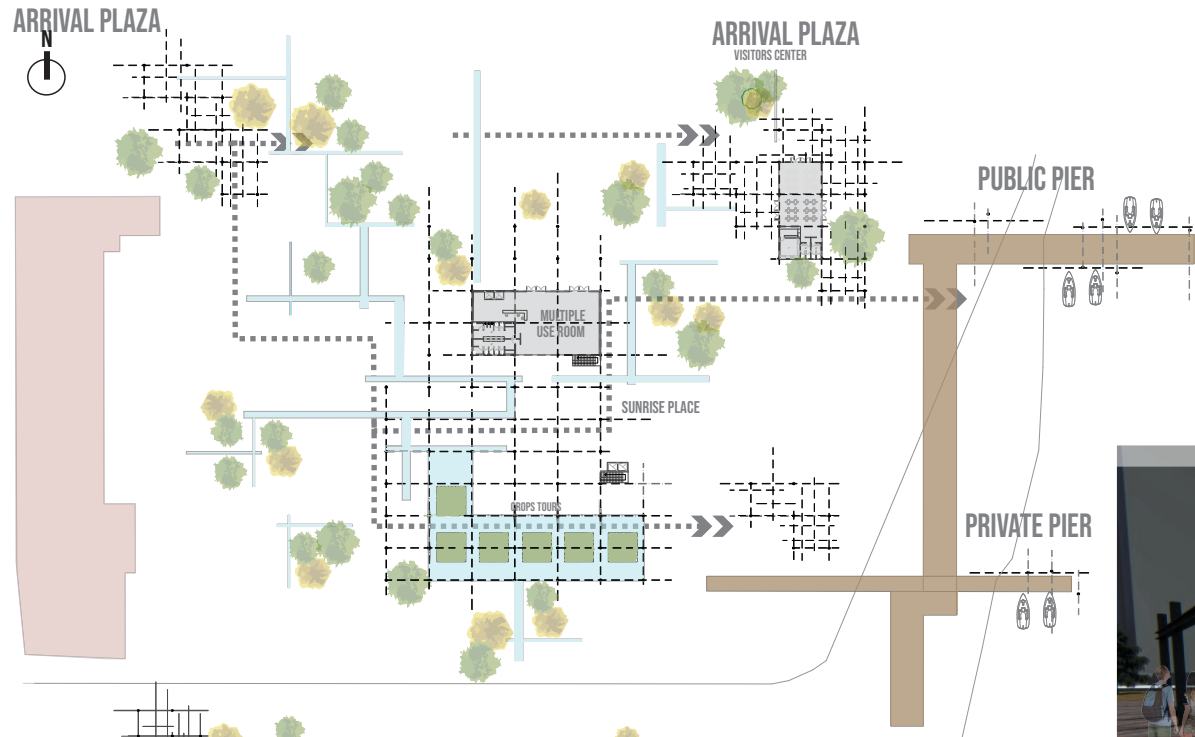 ARRIVAL PLAZA
N
ARRIVAL PLAZA
VISITORS CENTER
PUBLIC PIER
MULTIPLE
USE ROOM
SUNRISE PLACE
CROPS TOURS
PRIVATE PIER